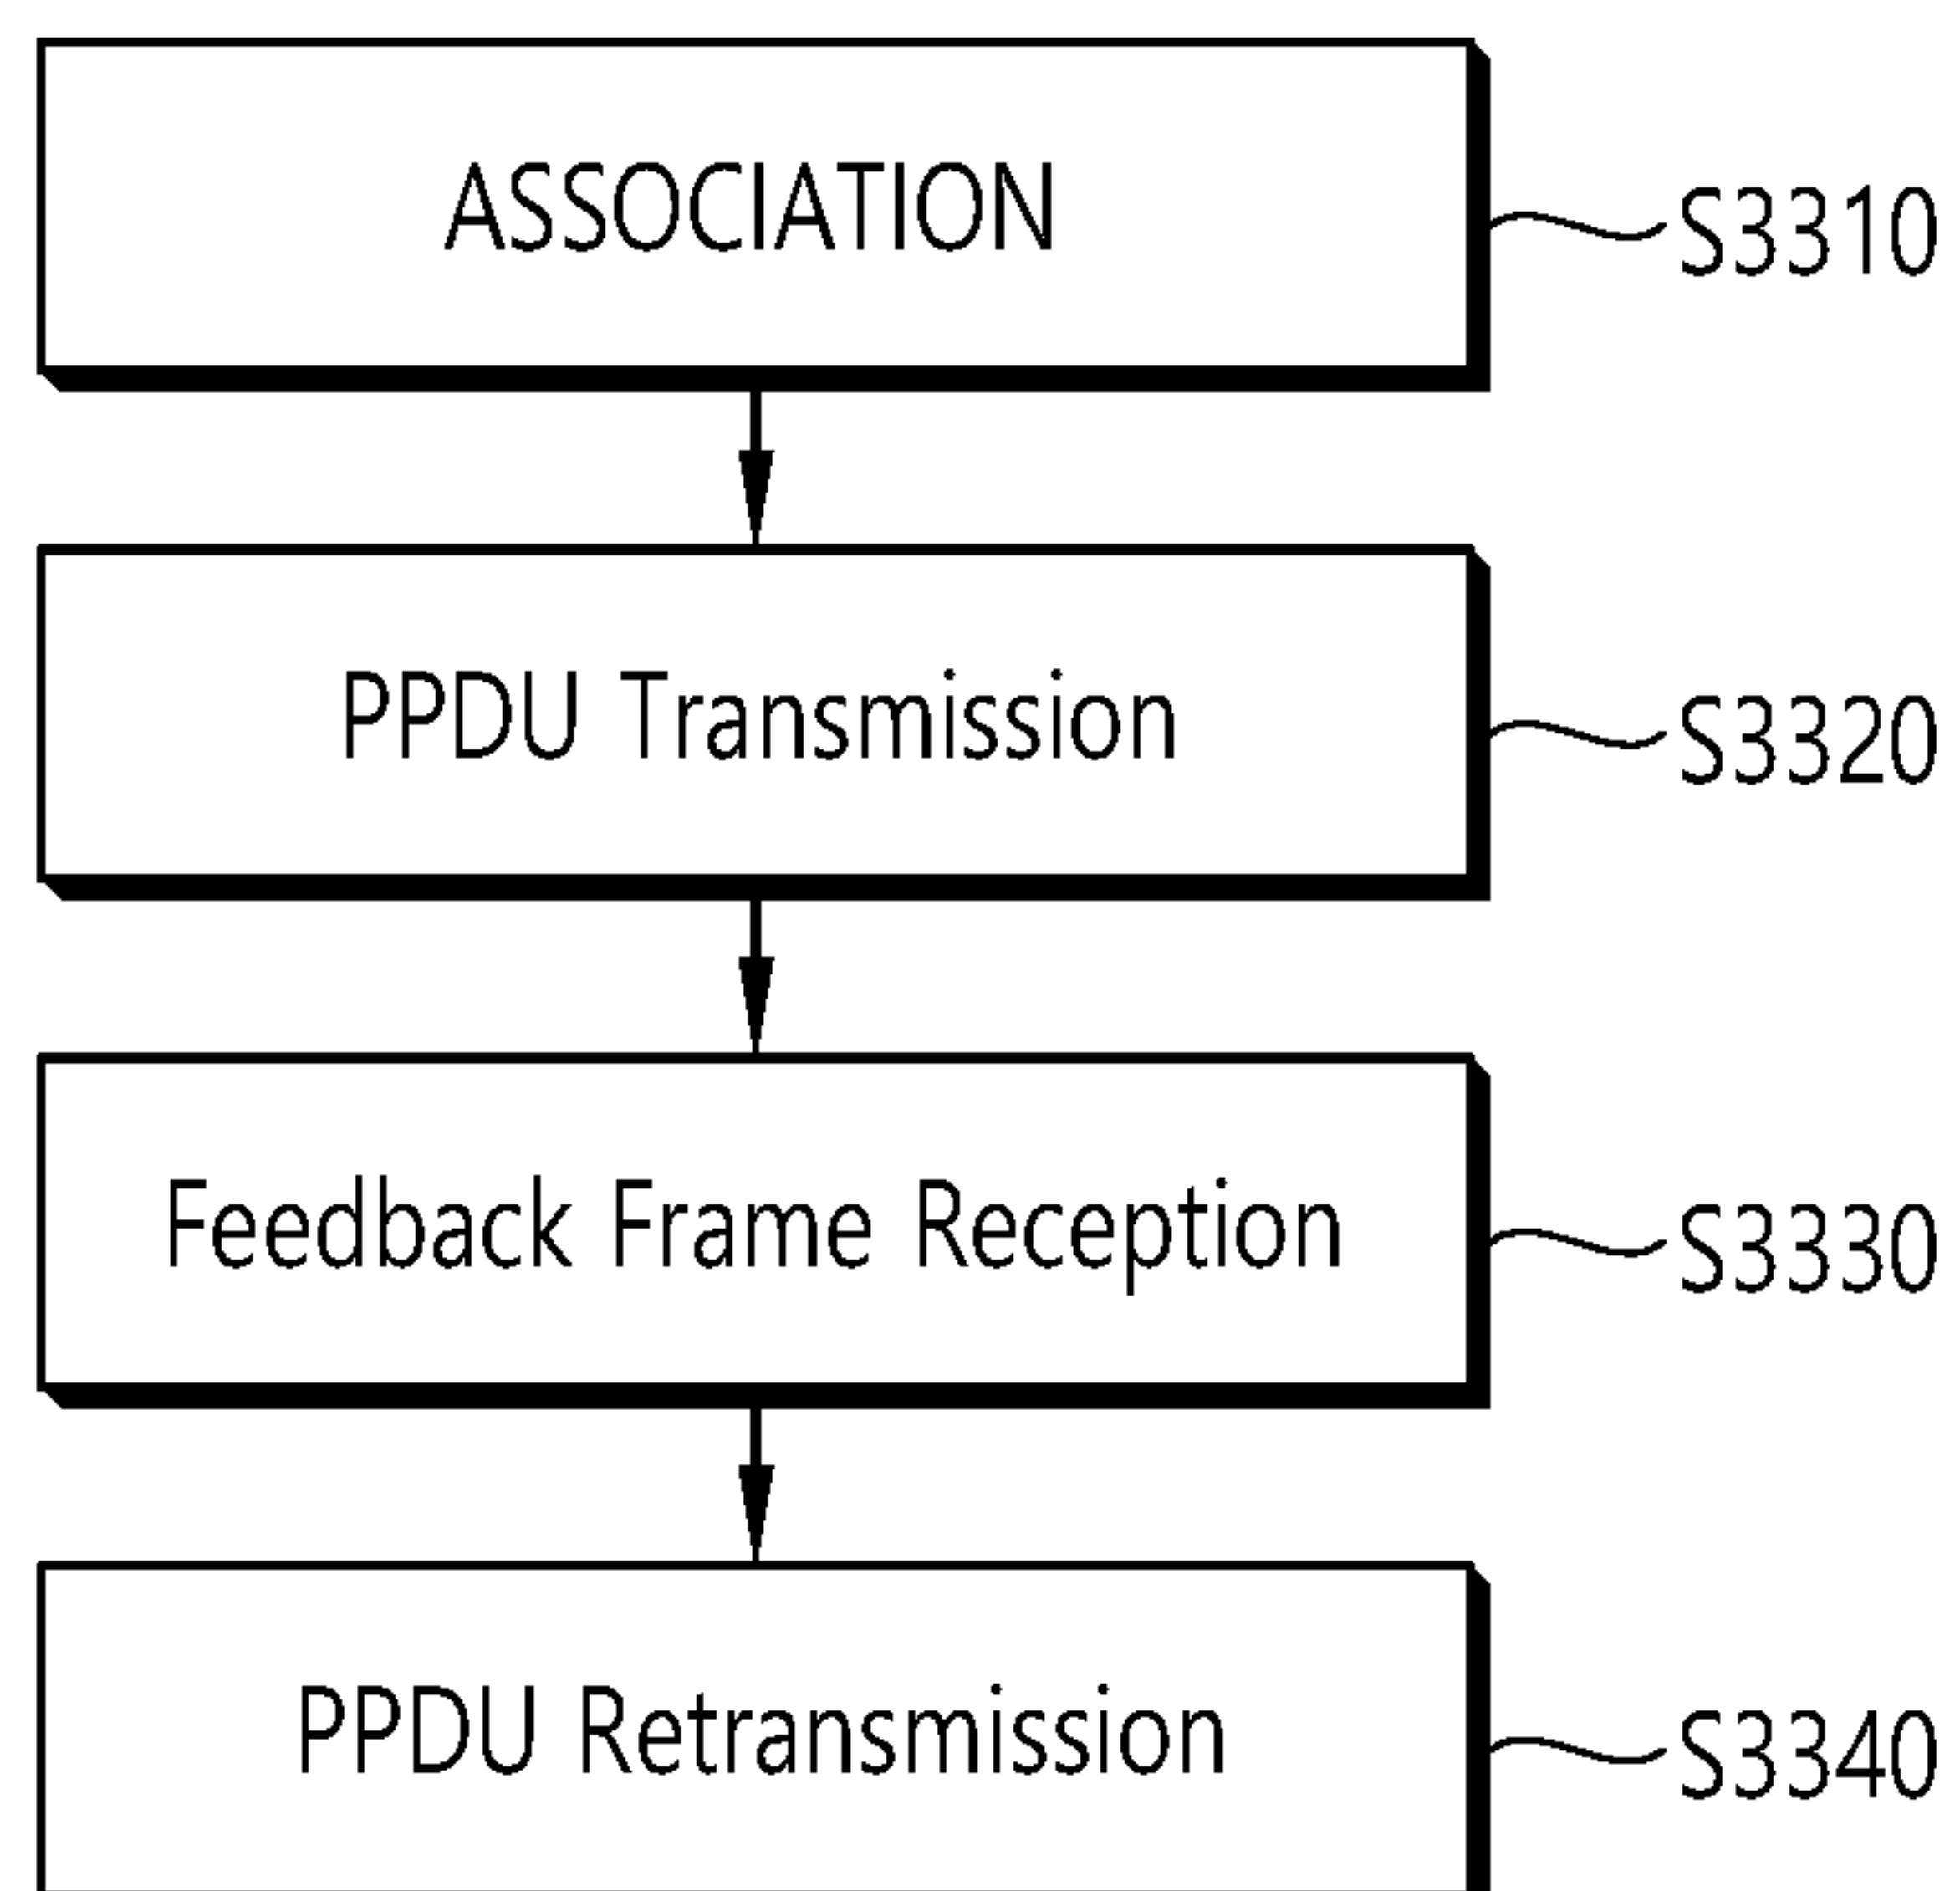 ASSOCIATION
S3310
PPDU Transmission
S3320
Feedback Frame Reception
S3330
PPDU Retransmission
S3340